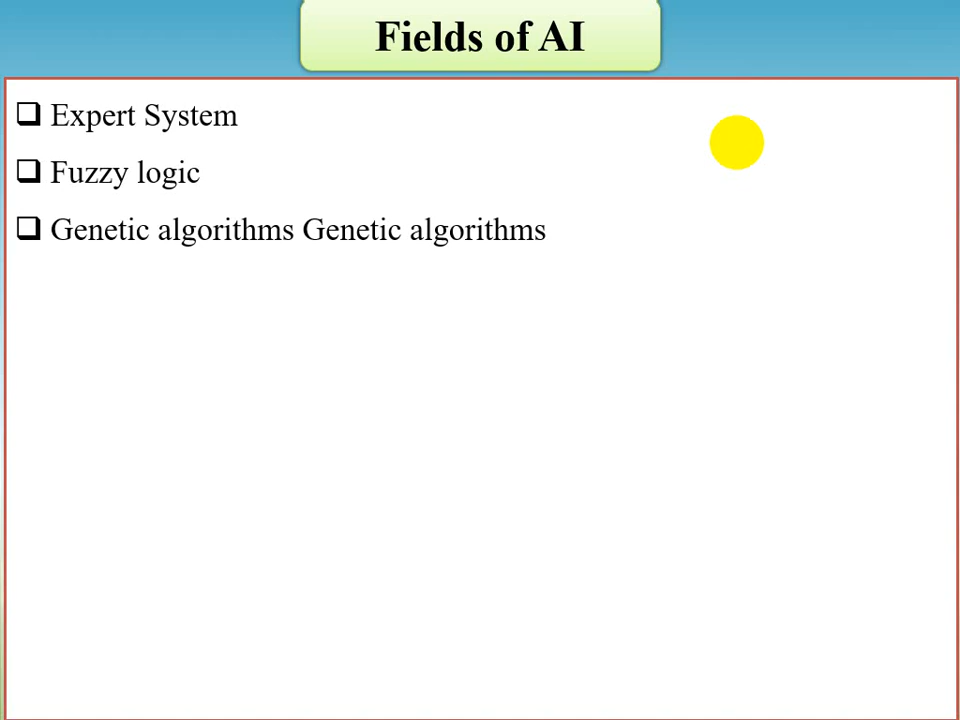 Fields of AI
Expert System
Fuzzy logic
Genetic algorithms Genetic algorithms